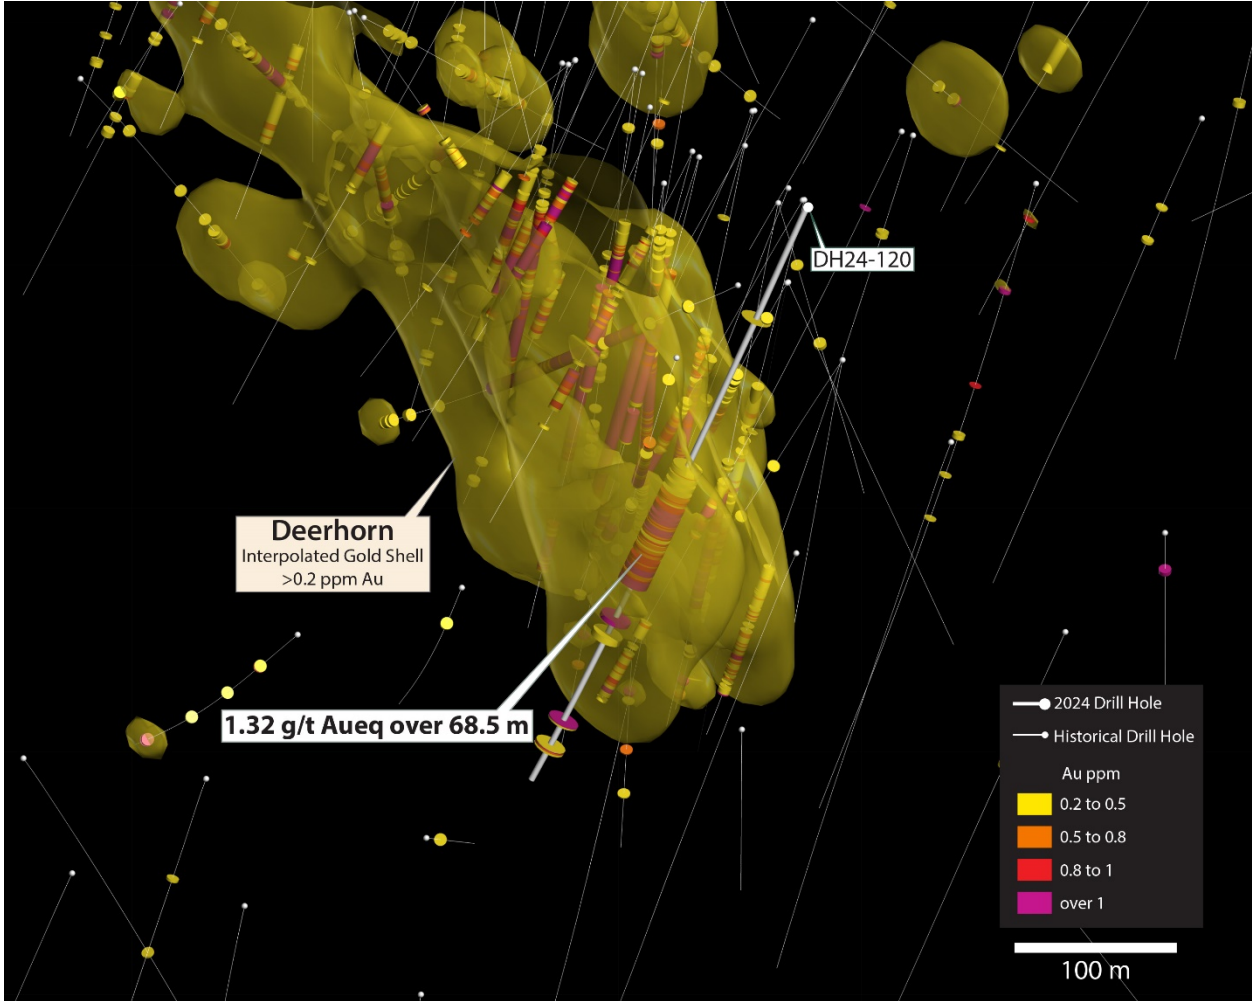 DH24-120
Deerhorn
Interpolated Gold Shell
>0.2 ppm Au
1.32 g/t Aueq over 68.5 m
2024 Drill Hole
Historical Drill Hole
Au ppm
0.2 to 0.5
0.5 to 0.8
0.8 to 1
over 1
100 m